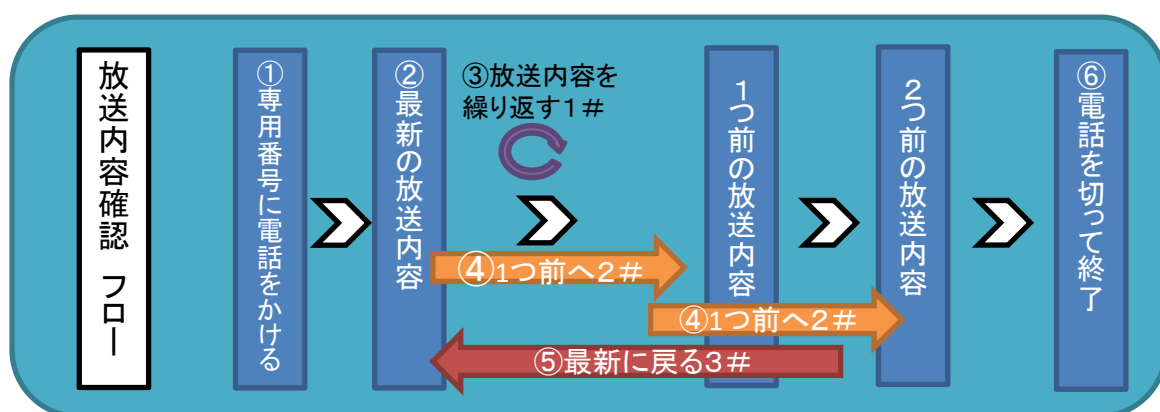 放送内容確認 フロー
①専用番号に電話をかける
②最新の放送内容
③放送内容を
繰り返す1＃
④1つ前へ2＃
1つ前の放送内容
④1つ前へ2＃
2つ前の放送内容
⑤最新に戻る3＃
⑥電話を切って終了